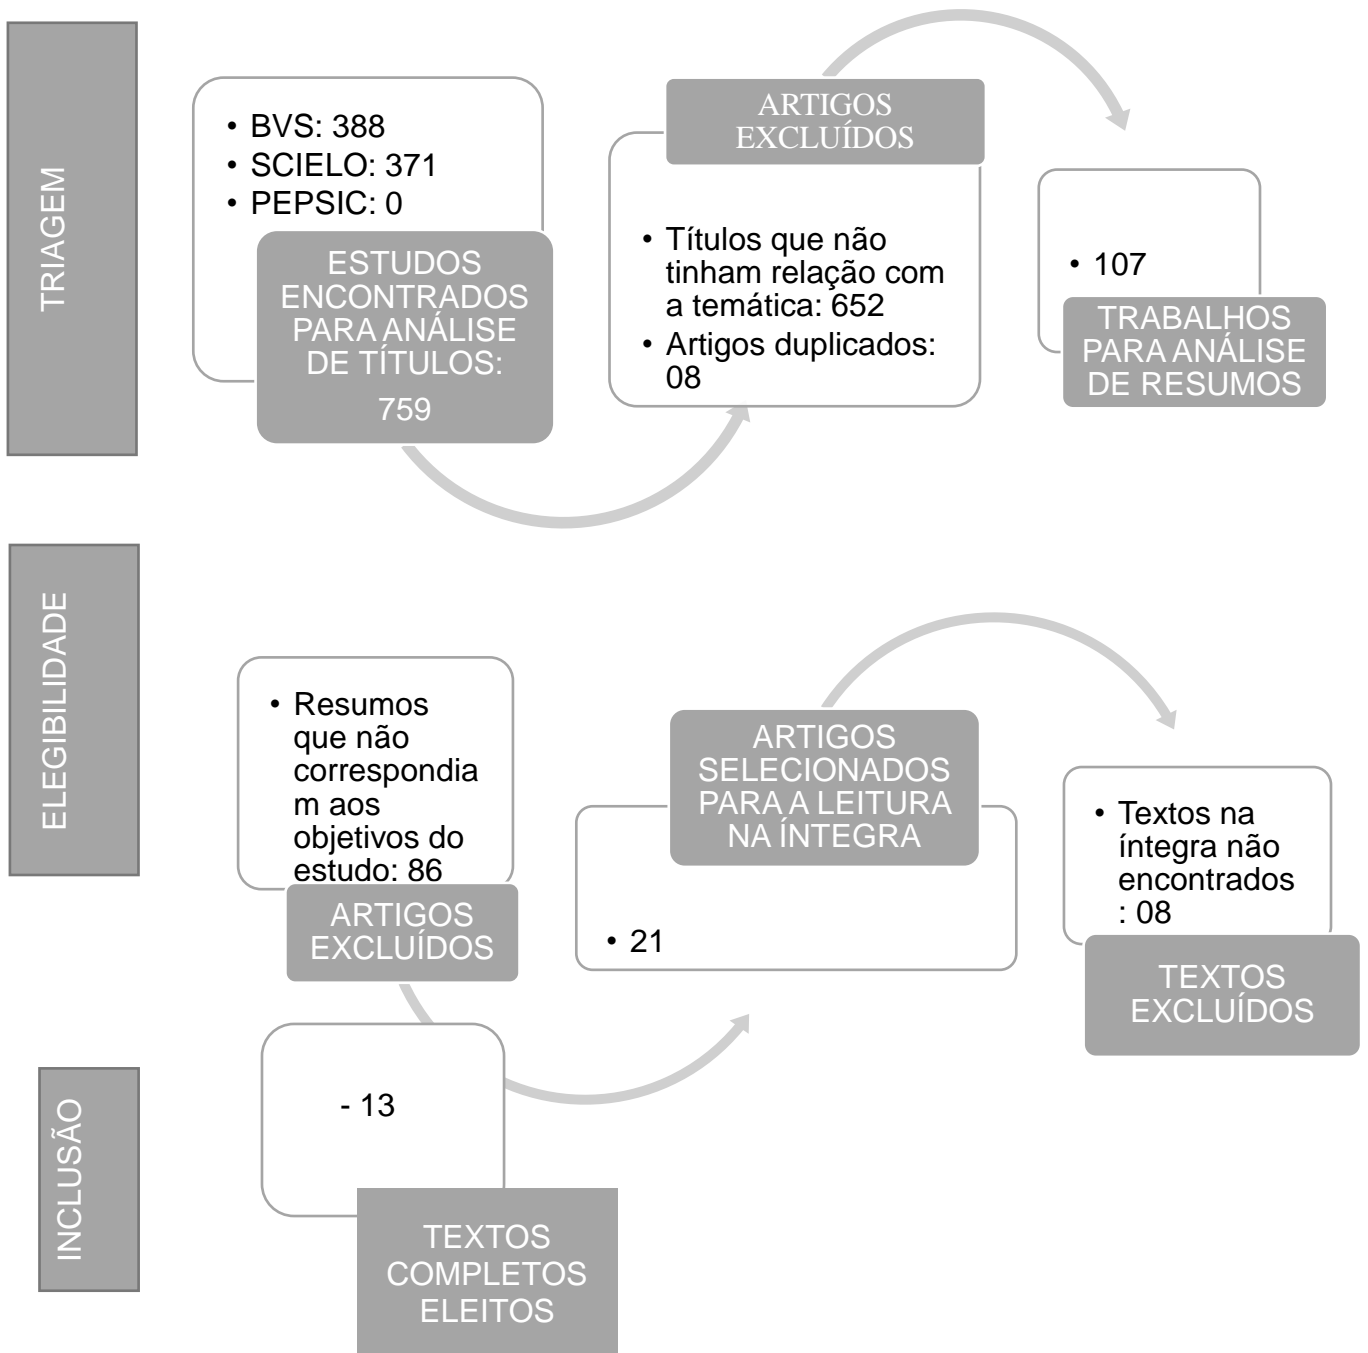 TRIAGEM
• BVS: 388
• SCIELO: 371
• PEPSIC: 0
ESTUDOS
ENCONTRADOS
PARA ANÁLISE
DE TÍTULOS:
759
ARTIGOS
EXCLUÍDOS
• Títulos que não
tinham relação com
a temática: 652
• Artigos duplicados:
08
• 107
TRABALHOS
PARA ANÁLISE
DE RESUMOS
ELEGIBILIDADE
• Resumos
que não
correspondia
m aos
objetivos do
estudo: 86
ARTIGOS
EXCLUÍDOS
ARTIGOS
SELECIONADOS
PARA A LEITURA
NA ÍNTEGRA
• 21
• Textos na
íntegra não
encontrados
: 08
TEXTOS
EXCLUÍDOS
INCLUSÃO
- 13
TEXTOS
COMPLETOS
ELEITOS